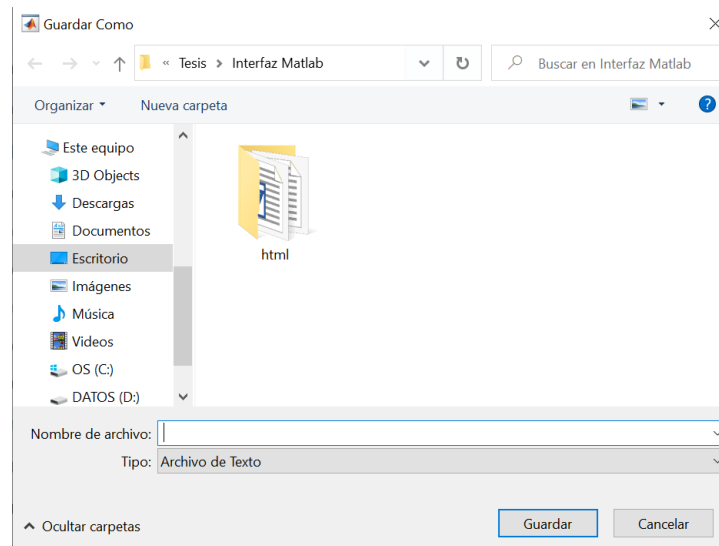 Guardar Como
« Tesis > Interfaz Matlab
Buscar en Interfaz Matlab
Organizar
Nueva carpeta
?
Este equipo
3D Objects
Descargas
Documentos
Escritorio
Imágenes
Música
Videos
OS (C:)
DATOS (D:)
html
Nombre de archivo:
Tipo: Archivo de Texto
Ocultar carpetas
Guardar
Cancelar